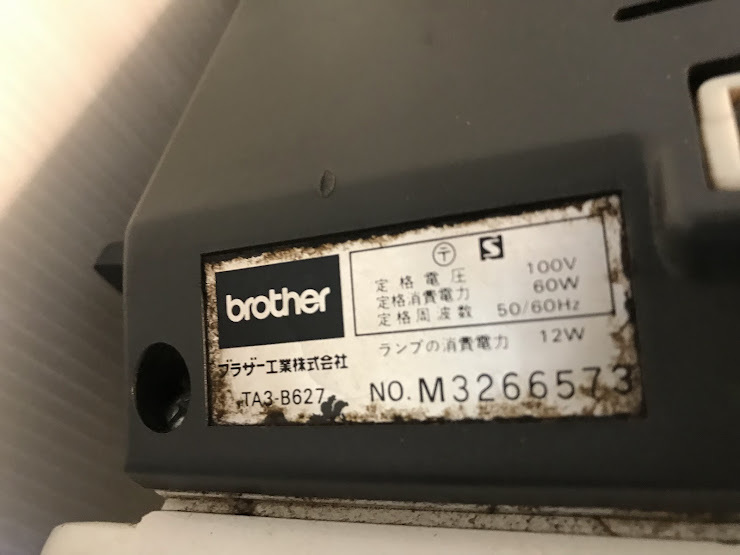 brother
ブラザー工業株式会社
TA3-B627
〒 S
定格電圧 100V
定格消費電力 60W
定格周波数 50/60Hz
ランプの消費電力 12W
NO. M3266573